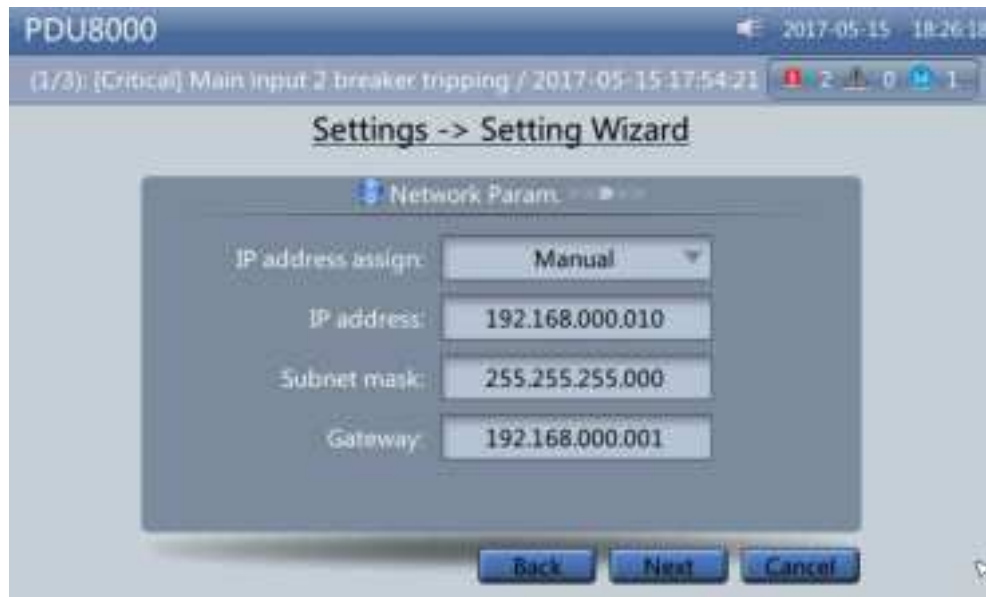 PDU8000 2017-05-15 18:26:18
(1/3): [Critical] Main input 2 breaker tripping / 2017-05-15 17:54:21 2 0 1
Settings -> Setting Wizard
Network Param.
IP address assign: Manual
IP address: 192.168.000.010
Subnet mask: 255.255.255.000
Gateway: 192.168.000.001
Back Next Cancel